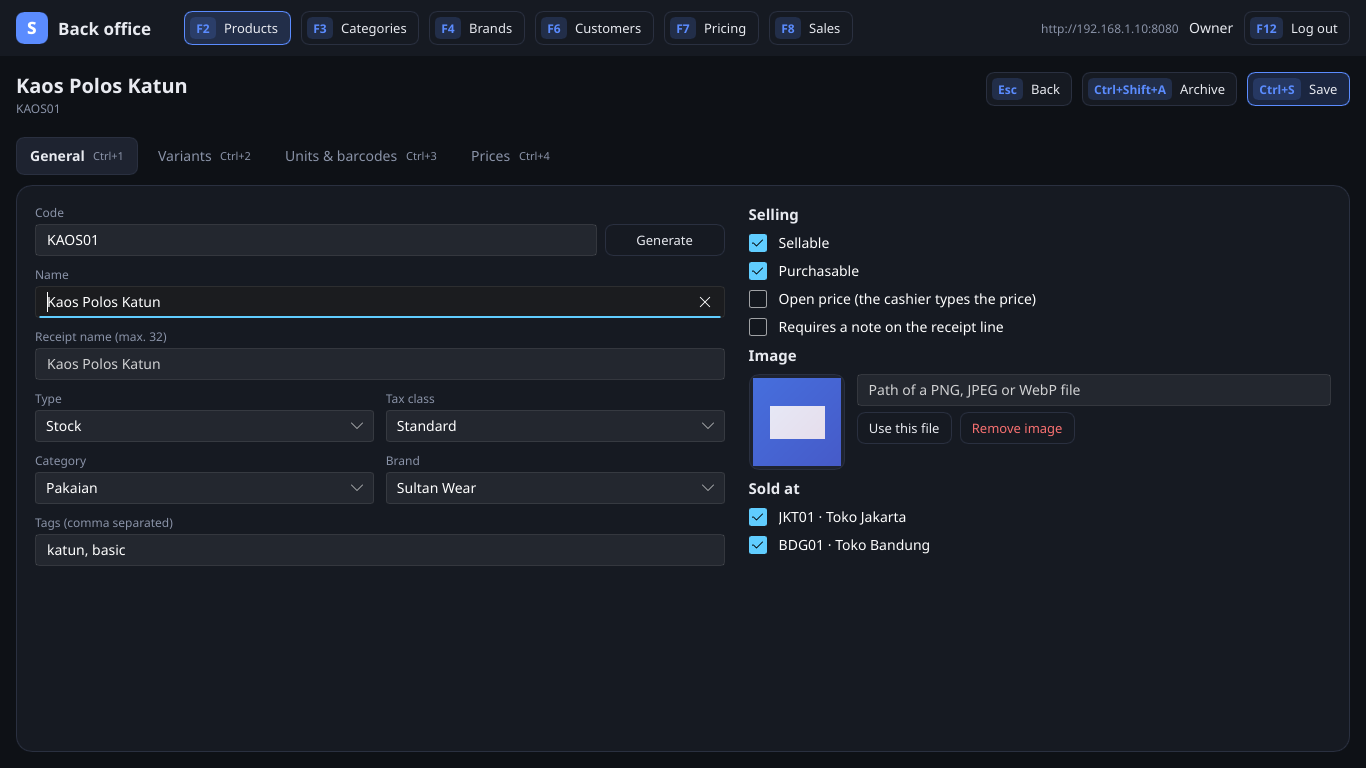 S Back office F2 Products F3 Categories F4 Brands F6 Customers F7 Pricing F8 Sales http://192.168.1.10:8080 Owner F12 Log out
Kaos Polos Katun
KAOS01
Esc Back Ctrl+Shift+A Archive Ctrl+S Save
General Ctrl+1 Variants Ctrl+2 Units & barcodes Ctrl+3 Prices Ctrl+4
Code
KAOS01 Generate
Name
Kaos Polos Katun
Receipt name (max. 32)
Kaos Polos Katun
Type Tax class
Stock Standard
Category Brand
Pakaian Sultan Wear
Tags (comma separated)
katun, basic
Selling
Sellable
Purchasable
Open price (the cashier types the price)
Requires a note on the receipt line
Image
Path of a PNG, JPEG or WebP file
Use this file Remove image
Sold at
JKT01 · Toko Jakarta
BDG01 · Toko Bandung